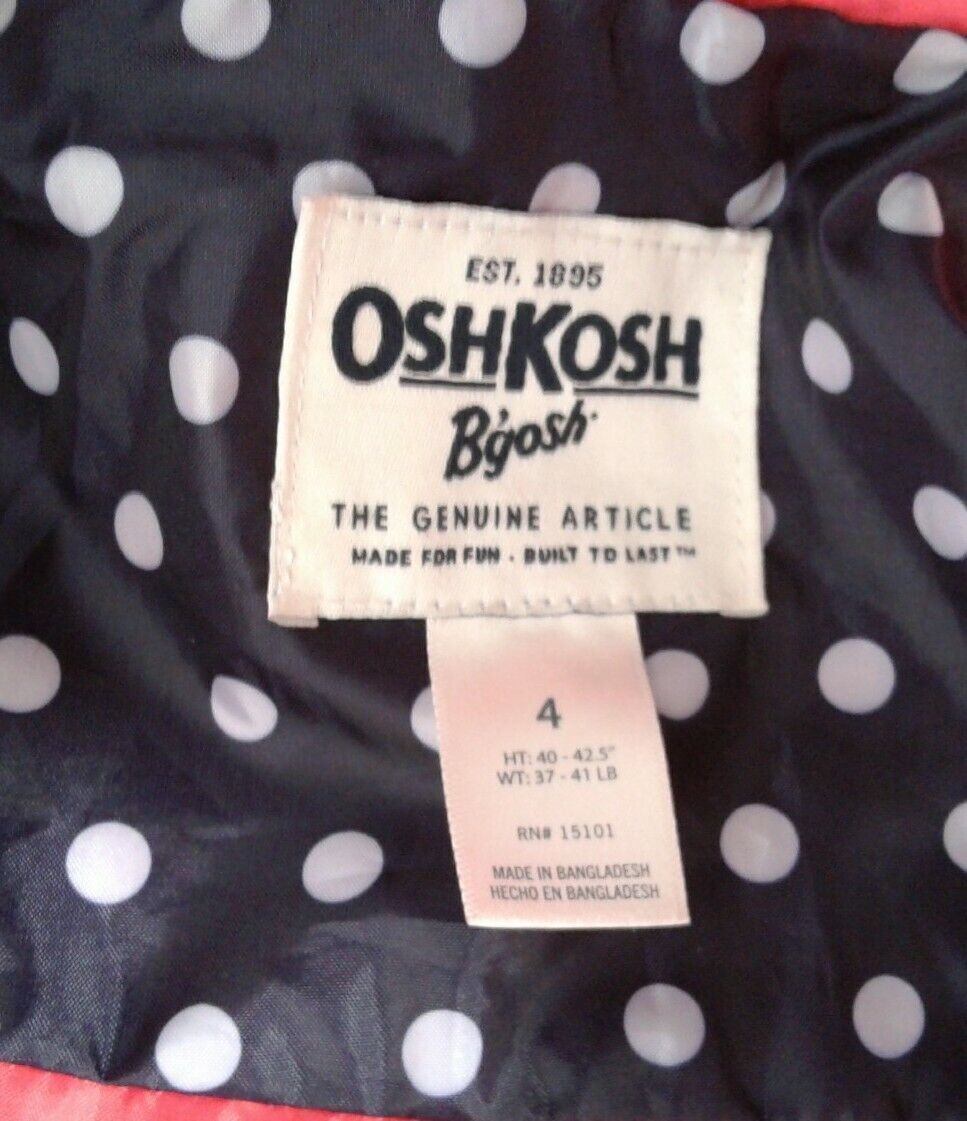 EST. 1895
OSHKOSH
B'gosh
THE GENUINE ARTICLE
MADE FOR FUN . BUILT TO LAST™
4
HT: 40 - 42.5"
WT: 37 - 41 LB
RN# 15101
MADE IN BANGLADESH
HECHO EN BANGLADESH